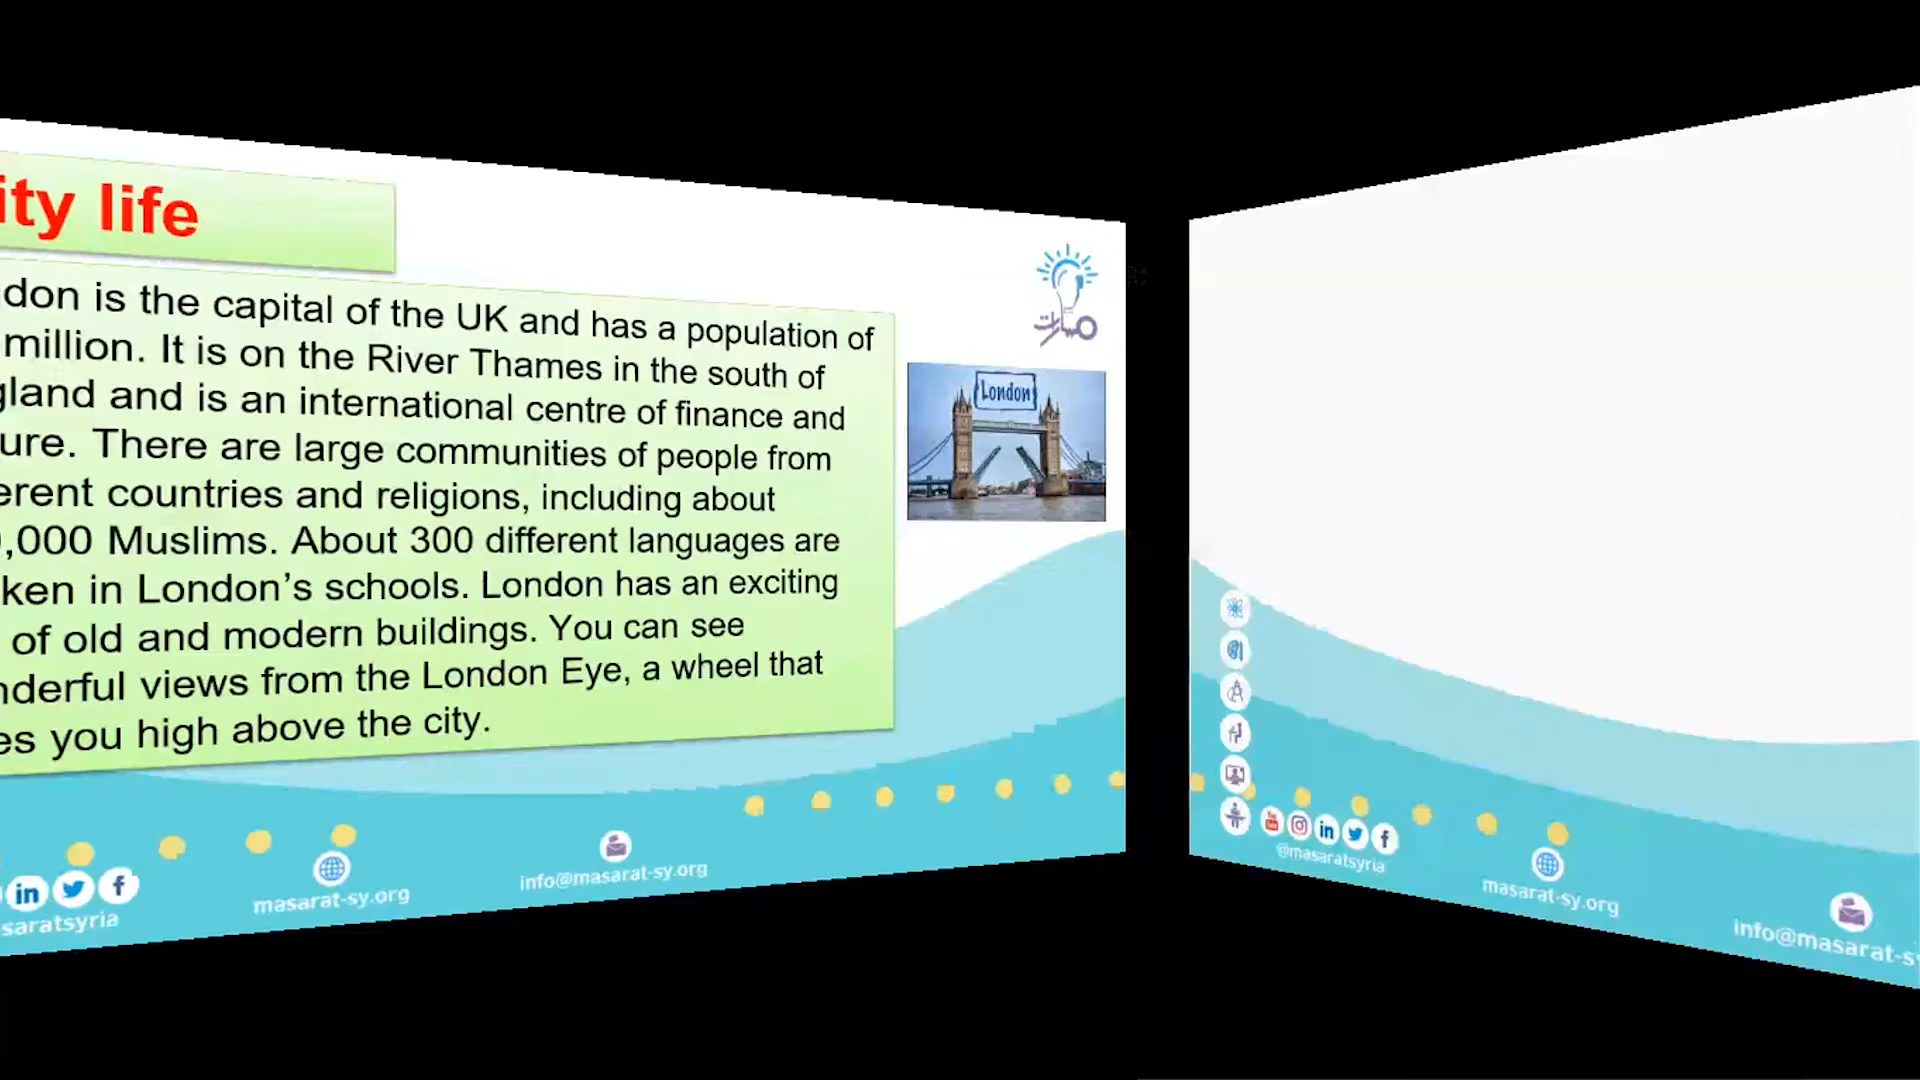 ity life
don is the capital of the UK and has a population of
million. It is on the River Thames in the south of
gland and is an international centre of finance and
ure. There are large communities of people from
erent countries and religions, including about
0,000 Muslims. About 300 different languages are
ken in London’s schools. London has an exciting
of old and modern buildings. You can see
nderful views from the London Eye, a wheel that
es you high above the city.
مسارات
London
saratsyria
masarat-sy.org
info@masarat-sy.org
@masaratsyria
masarat-sy.org
info@masarat-sy